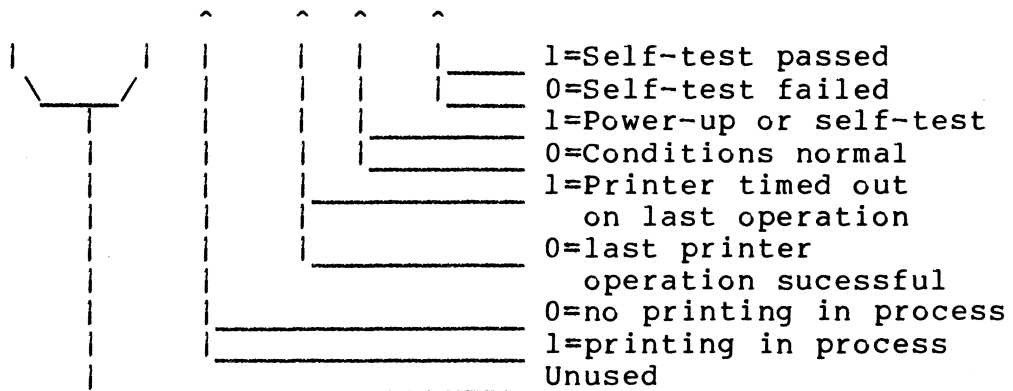 1=Self-test passed
0=Self-test failed
1=Power-up or self-test
0=Conditions normal
1=Printer timed out
on last operation
0=last printer
operation sucessful
0=no printing in process
1=printing in process
Unused